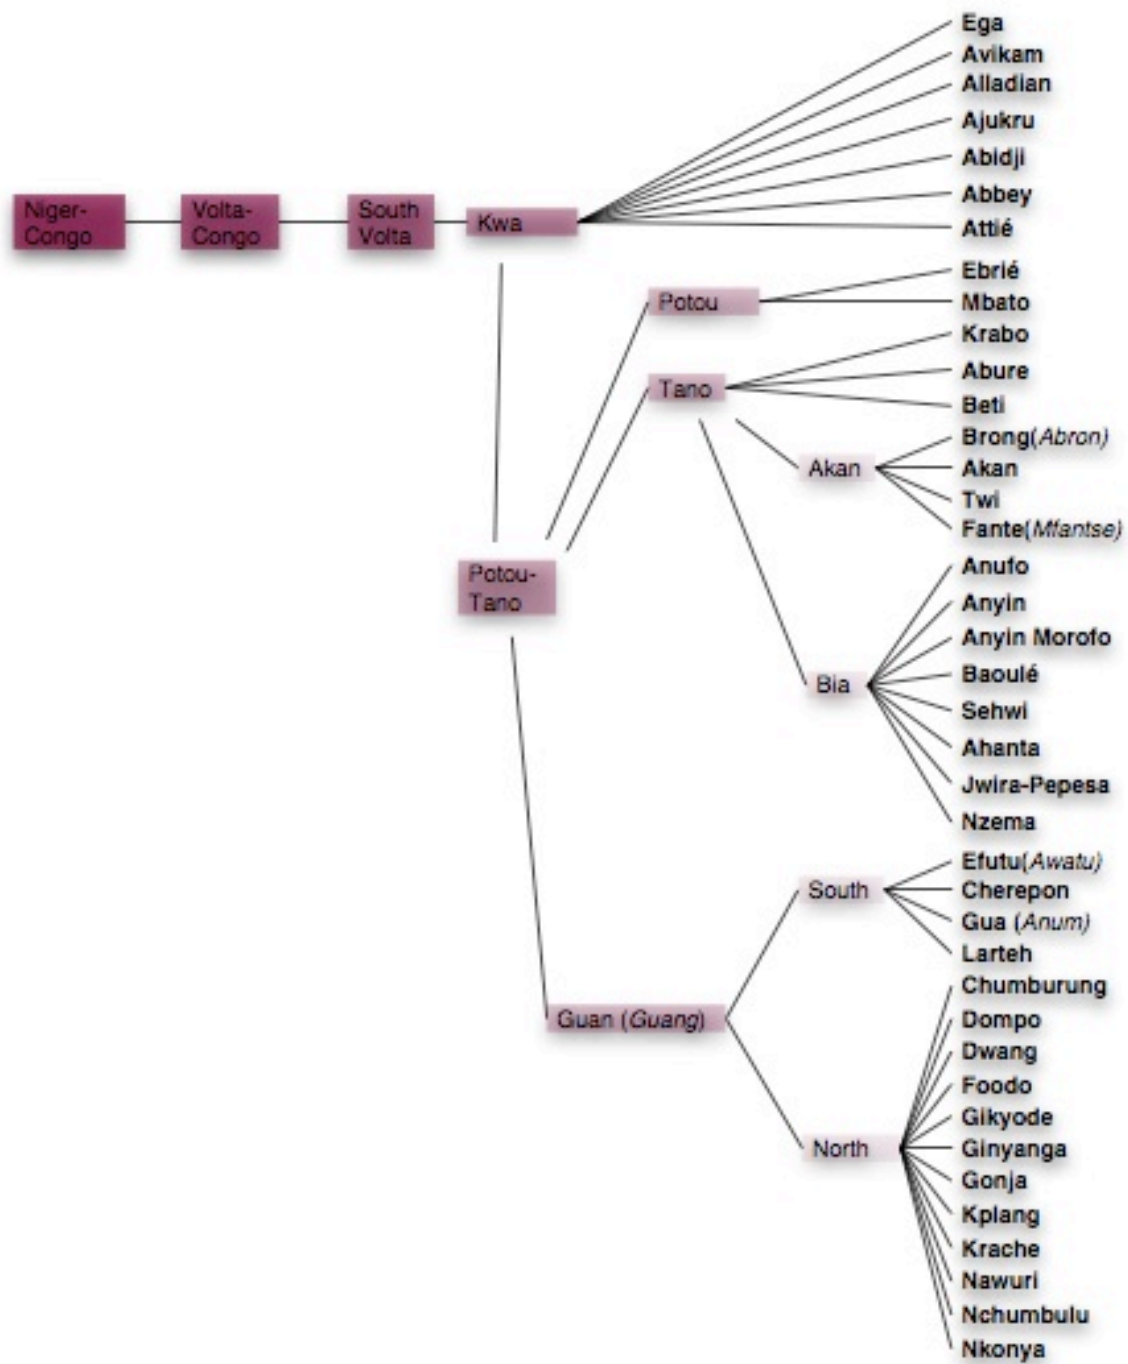 Ega
Avikam
Alladian
Ajukru
Abidji
Abbey
Attié
Niger-
Congo
Volta-
Congo
South
Volta
Kwa
Potou
Ebrié
Mbato
Tano
Krabo
Abure
Beti
Akan
Brong(Abron)
Akan
Twi
Fante(Mfantse)
Potou-
Tano
Bia
Anufo
Anyin
Anyin Morofo
Baoulé
Sehwi
Ahanta
Jwira-Pepesa
Nzema
Guan (Guang)
South
Efutu(Awatu)
Cherepon
Gua (Anum)
Larteh
North
Chumburung
Dompo
Dwang
Foodo
Gikyode
Ginyanga
Gonja
Kplang
Krache
Nawuri
Nchumbulu
Nkonya